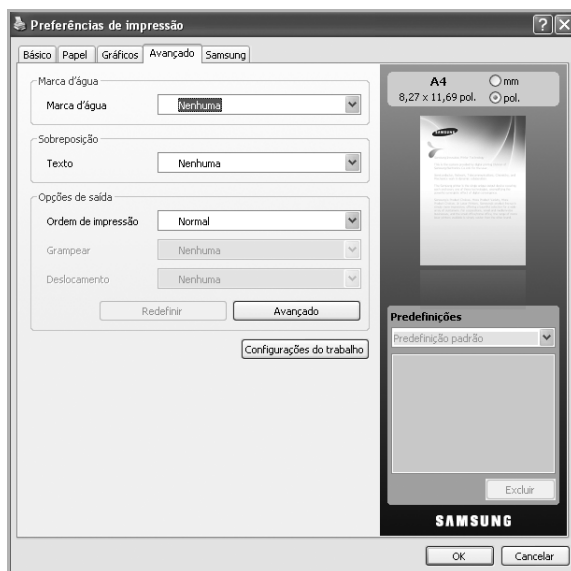 Preferências de impressão
Básico Papel Gráficos Avançado Samsung
Marca d'água
Marca d'água Nenhuma
Sobreposição
Texto Nenhuma
Opções de saída
Ordem de impressão Normal
Grampear Nenhuma
Deslocamento Nenhuma
Redefinir Avançado
Configurações do trabalho
A4 mm
8,27 x 11,69 pol. pol.
SAMSUNG
Predefinições
Predefinição padrão
Excluir
SAMSUNG
OK Cancelar